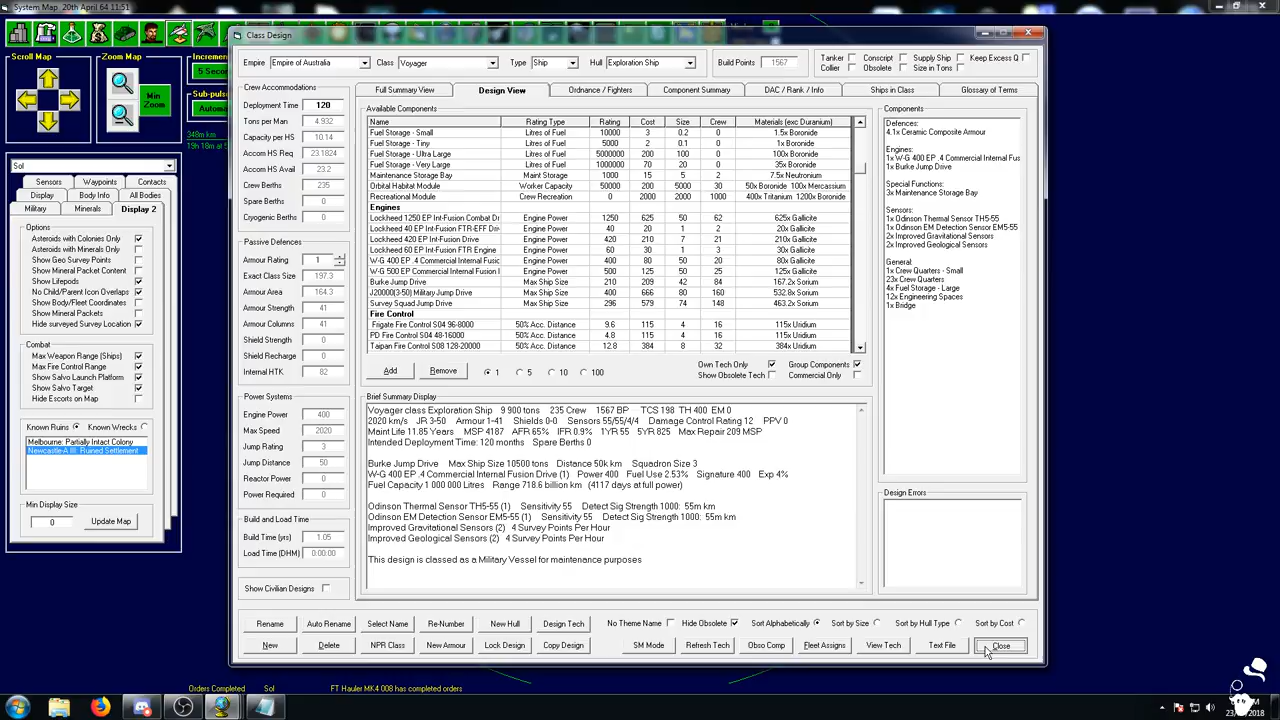 System Map 20th April 64 11:51
Scroll Map
Zoom Map
Min
Zoom
Increment
5 Secon
Sub-pulse
Automa
348m km
19h 18m at 5
Sol
Sensors Waypoints Contacts
Display Body Info All Bodies
Military Minerals Display 2
Options
Asteroids with Colonies Only
Asteroids with Minerals Only
Show Geo Survey Points
Show Mineral Packet Content
Show Lifepods
No Child/Parent Icon Overlaps
Show Body/Fleet Coordinates
Show Mineral Packets
Hide surveyed Survey Location
Combat
Max Weapon Range (Ships)
Max Fire Control Range
Show Salvo Launch Platform
Show Salvo Target
Hide Escorts on Map
Known Ruins Known Wrecks
Melbourne: Partially Intact Colony
Newcastle-A III: Ruined Settlement
Min Display Size
0 Update Map
Class Design
Empire Empire of Australia Class Voyager Type Ship Hull Exploration Ship Build Points 1567
Tanker Conscript Supply Ship Keep Excess Q
Collier Obsolete Size in Tons
Crew Accommodations
Deployment Time 120
Tons per Man 4.932
Capacity per HS 10.14
Accom HS Req 23.1824
Accom HS Avail 23.2
Crew Berths 235
Spare Berths 0
Cryogenic Berths 0
Passive Defences
Armour Rating 1
Exact Class Size 197.3
Armour Area 164.3
Armour Strength 41
Armour Columns 41
Shield Strength 0
Shield Recharge 0
Internal HTK 82
Power Systems
Engine Power 400
Max Speed 2020
Jump Rating 3
Jump Distance 50
Reactor Power 0
Power Required 0
Build and Load Time
Build Time (yrs) 1.05
Load Time (DHM) 0:00:00
Show Civilian Designs
Full Summary View Design View Ordnance / Fighters Component Summary DAC / Rank / Info Ships in Class Glossary of Terms
Available Components
Name Rating Type Rating Cost Size Crew Materials (exc Duranium)
Fuel Storage - Small Litres of Fuel 10000 3 0.2 0 1.5x Boronide
Fuel Storage - Tiny Litres of Fuel 5000 2 0.1 0 1x Boronide
Fuel Storage - Ultra Large Litres of Fuel 5000000 200 100 0 100x Boronide
Fuel Storage - Very Large Litres of Fuel 1000000 70 20 0 35x Boronide
Maintenance Storage Bay Maint Storage 1000 15 5 2 7.5x Neutronium
Orbital Habitat Module Worker Capacity 50000 200 5000 30 50x Boronide 100x Mercassium
Recreational Module Crew Recreation 0 2000 2000 1000 400x Tritanium 1200x Boronide
Engines
Lockheed 1250 EP Int-Fusion Combat Dr Engine Power 1250 625 50 62 625x Gallicite
Lockheed 40 EP Int-Fusion FTR-EFF Driv Engine Power 40 20 1 2 20x Gallicite
Lockheed 420 EP Int-Fusion Drive Engine Power 420 210 7 21 210x Gallicite
Lockheed 60 EP Int-Fusion FTR Engine Engine Power 60 30 1 3 30x Gallicite
W-G 400 EP .4 Commercial Internal Fusic Engine Power 400 80 50 20 80x Gallicite
W-G 500 EP Commercial Internal Fusion I Engine Power 500 125 50 25 125x Gallicite
Burke Jump Drive Max Ship Size 210 209 42 84 167.2x Sorium
J20000(3-50) Military Jump Drive Max Ship Size 400 666 80 160 532.8x Sorium
Survey Squad Jump Drive Max Ship Size 296 579 74 148 463.2x Sorium
Fire Control
Frigate Fire Control S04 96-8000 50% Acc. Distance 9.6 115 4 16 115x Uridium
PD Fire Control S04 48-16000 50% Acc. Distance 4.8 115 4 16 115x Uridium
Taipan Fire Control S08 128-20000 50% Acc. Distance 12.8 384 8 32 384x Uridium
Add Remove 1 5 10 100
Own Tech Only Group Components
Show Obsolete Tech Commercial Only
Brief Summary Display
Voyager class Exploration Ship 9 900 tons 235 Crew 1567 BP TCS 198 TH 400 EM 0
2020 km/s JR 3-50 Armour 1-41 Shields 0-0 Sensors 55/55/4/4 Damage Control Rating 12 PPV 0
Maint Life 11.85 Years MSP 4187 AFR 65% IFR 0.9% 1YR 55 5YR 825 Max Repair 209 MSP
Intended Deployment Time: 120 months Spare Berths 0
Burke Jump Drive Max Ship Size 10500 tons Distance 50k km Squadron Size 3
W-G 400 EP .4 Commercial Internal Fusion Drive (1) Power 400 Fuel Use 2.53% Signature 400 Exp 4%
Fuel Capacity 1 000 000 Litres Range 718.6 billion km (4117 days at full power)
Odinson Thermal Sensor TH5-55 (1) Sensitivity 55 Detect Sig Strength 1000: 55m km
Odinson EM Detection Sensor EM5-55 (1) Sensitivity 55 Detect Sig Strength 1000: 55m km
Improved Gravitational Sensors (2) 4 Survey Points Per Hour
Improved Geological Sensors (2) 4 Survey Points Per Hour
This design is classed as a Military Vessel for maintenance purposes
Components
Defences:
4.1x Ceramic Composite Armour
Engines:
1x W-G 400 EP .4 Commercial Internal Fus
1x Burke Jump Drive
Special Functions:
3x Maintenance Storage Bay
Sensors:
1x Odinson Thermal Sensor TH5-55
1x Odinson EM Detection Sensor EM5-55
2x Improved Gravitational Sensors
2x Improved Geological Sensors
General:
1x Crew Quarters - Small
23x Crew Quarters
4x Fuel Storage - Large
12x Engineering Spaces
1x Bridge
Design Errors
Rename Auto Rename Select Name Re-Number New Hull Design Tech No Theme Name Hide Obsolete Sort Alphabetically Sort by Size Sort by Hull Type Sort by Cost
New Delete NPR Class New Armour Lock Design Copy Design SM Mode Refresh Tech Obso Comp Fleet Assigns View Tech Text File Close
Orders Completed Sol FT Hauler MK4 008 has completed orders